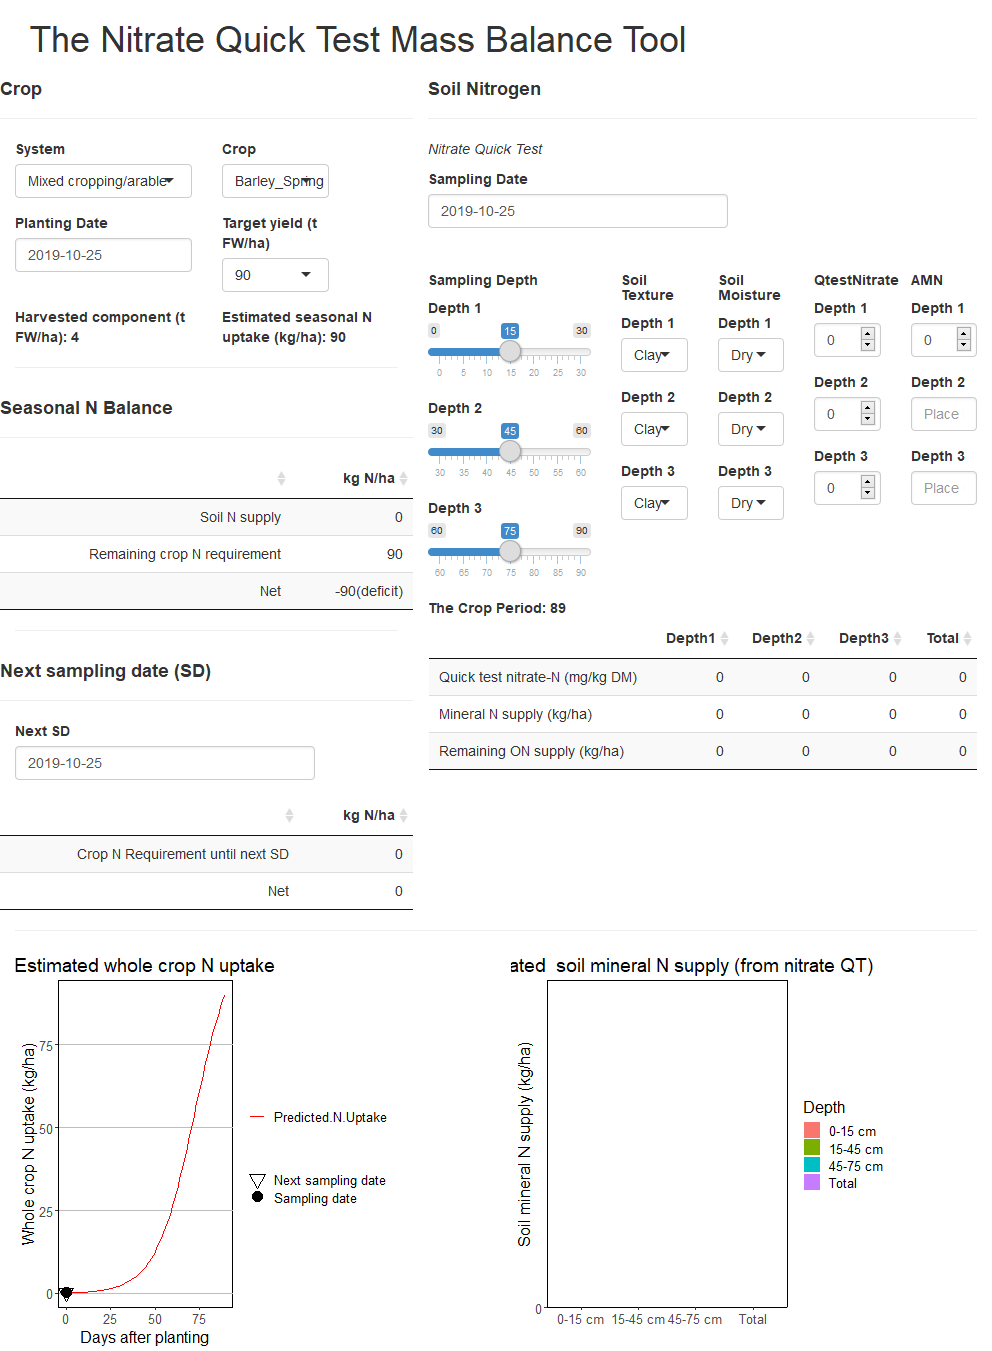 The Nitrate Quick Test Mass Balance Tool
Crop
System
Crop
Mixed cropping/arable
Barley_Spring
Planting Date
Target yield (t
FW/ha)
2019-10-25
90
Harvested component (t
FW/ha): 4
Estimated seasonal N
uptake (kg/ha): 90
Seasonal N Balance
kg N/ha
Soil N supply 0
Remaining crop N requirement 90
Net -90(deficit)
Next sampling date (SD)
Next SD
2019-10-25
kg N/ha
Crop N Requirement until next SD 0
Net 0
Soil Nitrogen
Nitrate Quick Test
Sampling Date
2019-10-25
Sampling Depth
Depth 1
0 15 30
0 5 10 15 20 25 30
Depth 2
30 45 60
30 35 40 45 50 55 60
Depth 3
60 75 90
60 65 70 75 80 85 90
Soil
Texture
Depth 1
Clay
Depth 2
Clay
Depth 3
Clay
Soil
Moisture
Depth 1
Dry
Depth 2
Dry
Depth 3
Dry
QtestNitrate
Depth 1
0
Depth 2
0
Depth 3
0
AMN
Depth 1
0
Depth 2
Place
Depth 3
Place
The Crop Period: 89
Depth1 Depth2 Depth3 Total
Quick test nitrate-N (mg/kg DM) 0 0 0 0
Mineral N supply (kg/ha) 0 0 0 0
Remaining ON supply (kg/ha) 0 0 0 0
Estimated whole crop N uptake
Whole crop N uptake (kg/ha)
75
50
25
0
0 25 50 75
Days after planting
Predicted.N.Uptake
Next sampling date
Sampling date
ated soil mineral N supply (from nitrate QT)
Soil mineral N supply (kg/ha)
0
0-15 cm 15-45 cm 45-75 cm Total
Depth
0-15 cm
15-45 cm
45-75 cm
Total